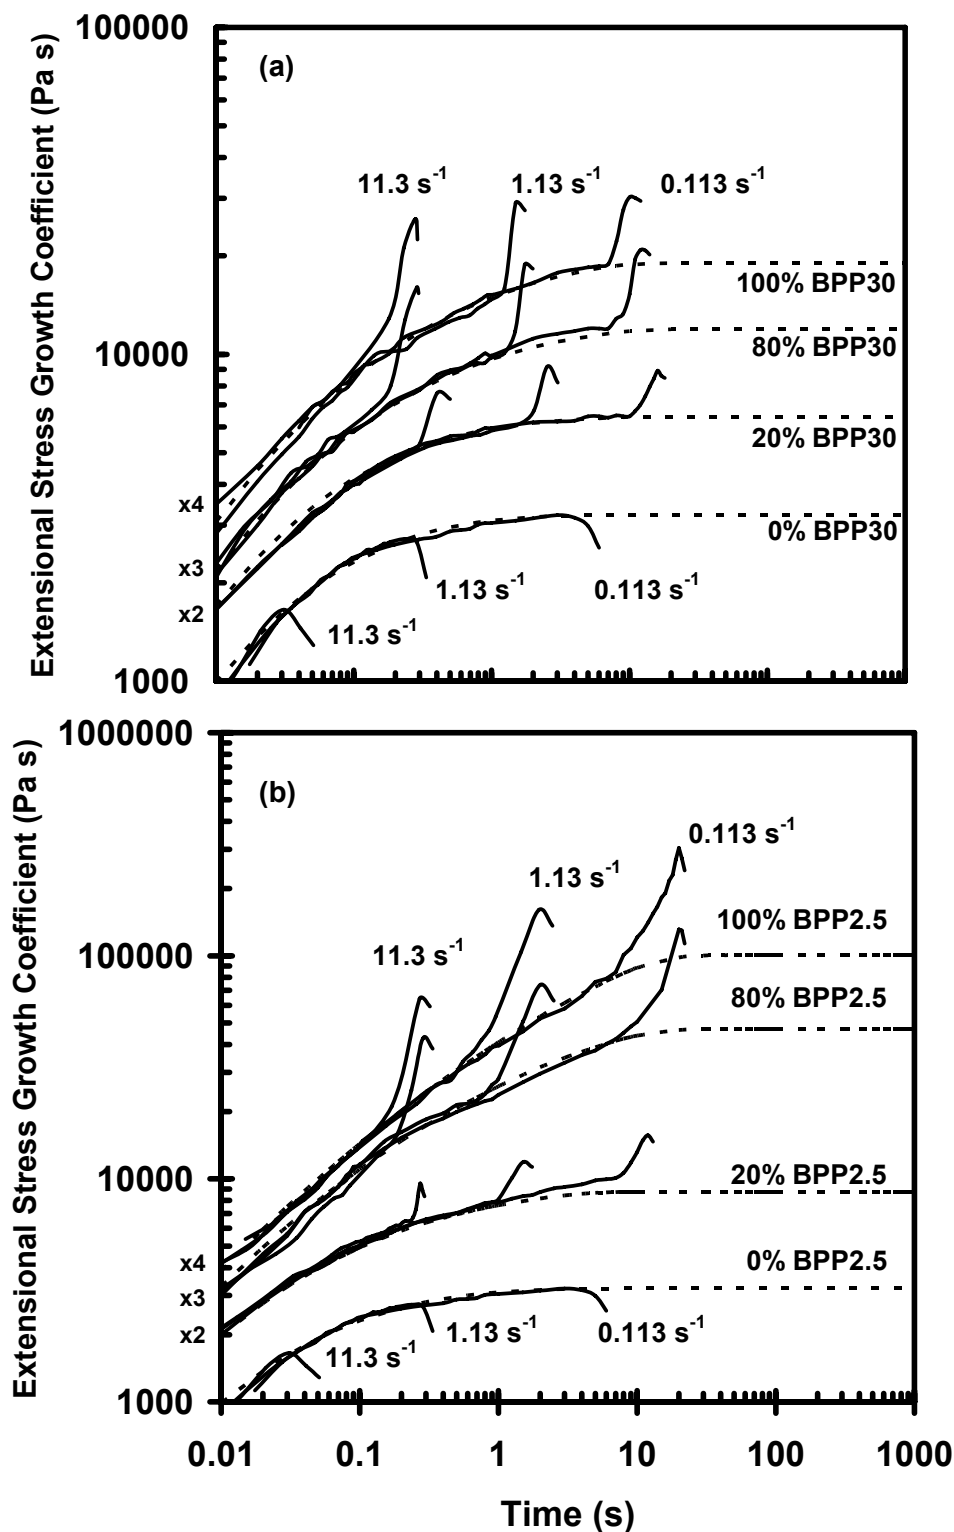 100000
(a)
11.3 s⁻¹ 1.13 s⁻¹ 0.113 s⁻¹
100% BPP30
10000
80% BPP30
20% BPP30
x4
0% BPP30
x3
1.13 s⁻¹ 0.113 s⁻¹
x2
11.3 s⁻¹
1000
Extensional Stress Growth Coefficient (Pa s)
1000000
(b)
0.113 s⁻¹
1.13 s⁻¹
100% BPP2.5
11.3 s⁻¹
100000
80% BPP2.5
10000
20% BPP2.5
x4
0% BPP2.5
x3
x2
1.13 s⁻¹ 0.113 s⁻¹
11.3 s⁻¹
1000
Extensional Stress Growth Coefficient (Pa s)
0.01 0.1 1 10 100 1000
Time (s)